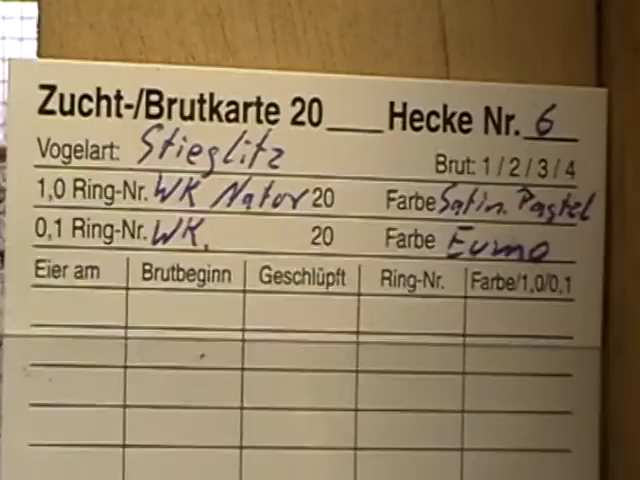 Zucht-/Brutkarte 20___ Hecke Nr. 6
Vogelart: Stieglitz Brut: 1 / 2 / 3 / 4
1,0 Ring-Nr. WK Natur 20 Farbe Satin. Pastel
0,1 Ring-Nr. WK. 20 Farbe Eumo
Eier am Brutbeginn Geschlüpft Ring-Nr. Farbe/1,0/0,1